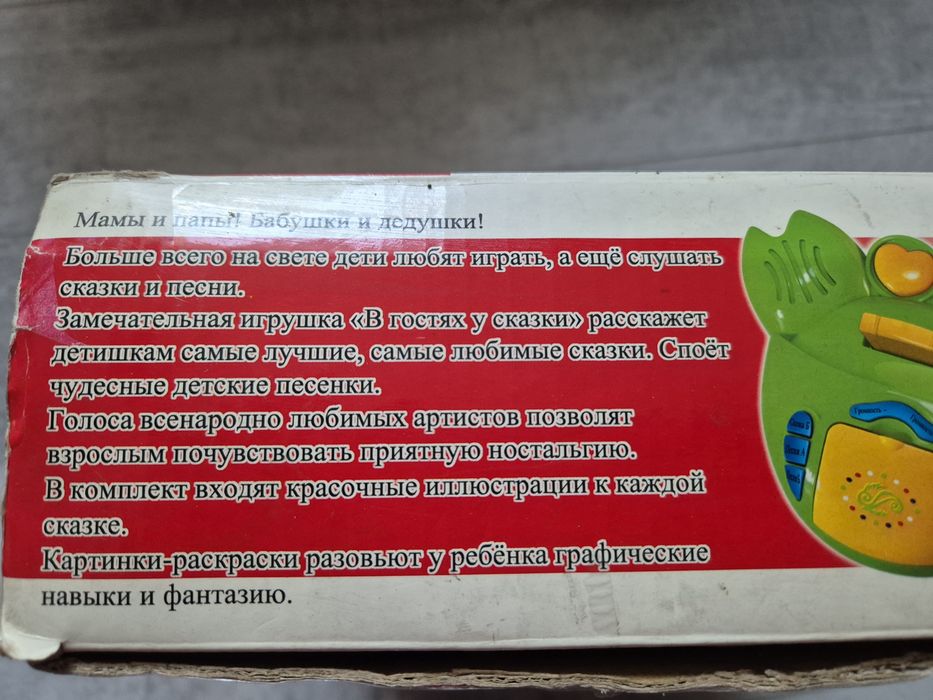 Мамы и папы! Бабушки и дедушки!
Больше всего на свете дети любят играть, а ещё слушать
сказки и песни.
Замечательная игрушка «В гостях у сказки» расскажет
детишкам самые лучшие, самые любимые сказки. Споёт
чудесные детские песенки.
Голоса всенародно любимых артистов позволят
взрослым почувствовать приятную ностальгию.
В комплект входят красочные иллюстрации к каждой
сказке.
Картинки-раскраски разовьют у ребёнка графические
навыки и фантазию.
Громкость -